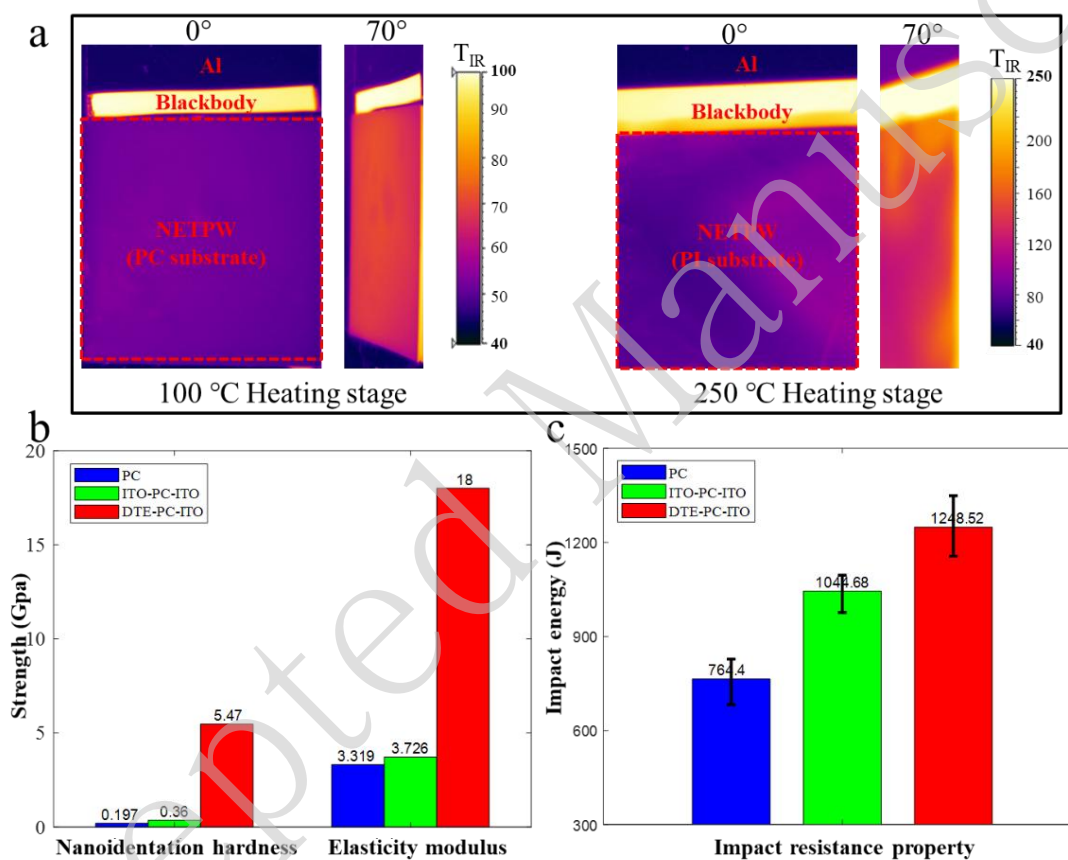 a
0° 70° 0° 70°
Al
Blackbody
NETPW
(PC substrate)
T_IR
100
90
80
70
60
50
40
100 °C Heating stage
Al
Blackbody
NETPW
(PI substrate)
T_IR
250
200
160
120
80
40
250 °C Heating stage
b
20
15
10
5
0
Strength (Gpa)
PC
ITO-PC-ITO
DTE-PC-ITO
0.197 0.36 5.47
3.319 3.726 18
Nanoidentation hardness Elasticity modulus
c
1500
1200
900
600
300
Impact energy (J)
PC
ITO-PC-ITO
DTE-PC-ITO
764.4 1044.68 1248.52
Impact resistance property
epted Manusc